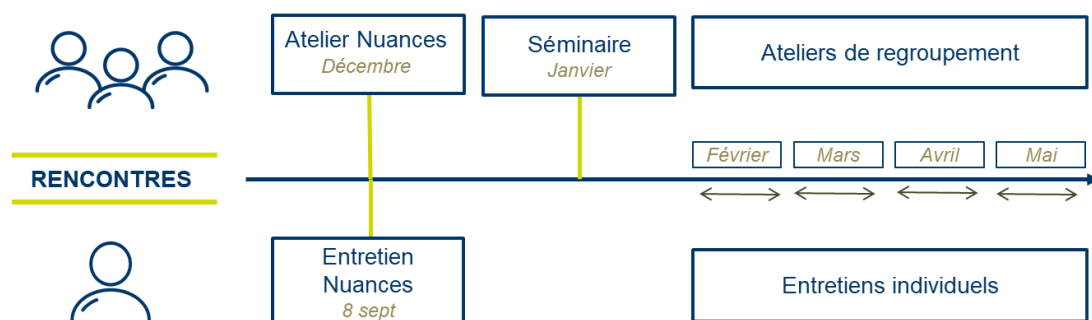 Atelier Nuances
Décembre
Séminaire
Janvier
Ateliers de regroupement
Février
Mars
Avril
Mai
RENCONTRES
Entretien
Nuances
8 sept
Entretiens individuels